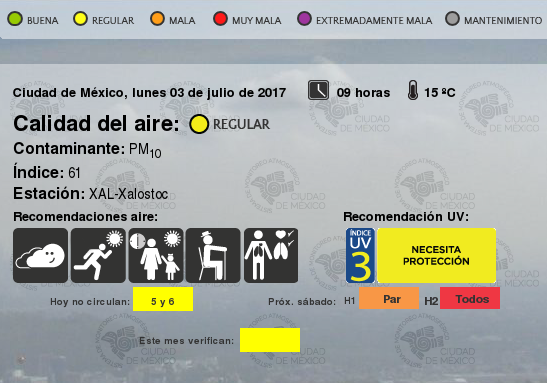 BUENA REGULAR MALA MUY MALA EXTREMADAMENTE MALA MANTENIMIENTO
Ciudad de México, lunes 03 de julio de 2017 09 horas 15 ºC
Calidad del aire: REGULAR
Contaminante: PM10
Índice: 61
Estación: XAL-Xalostoc
Recomendaciones aire: Recomendación UV:
ÍNDICE
UV
3
NECESITA
PROTECCIÓN
Hoy no circulan: 5 y 6 Próx. sábado: H1 Par H2 Todos
Este mes verifican:
CIUDAD
DE MÉXICO